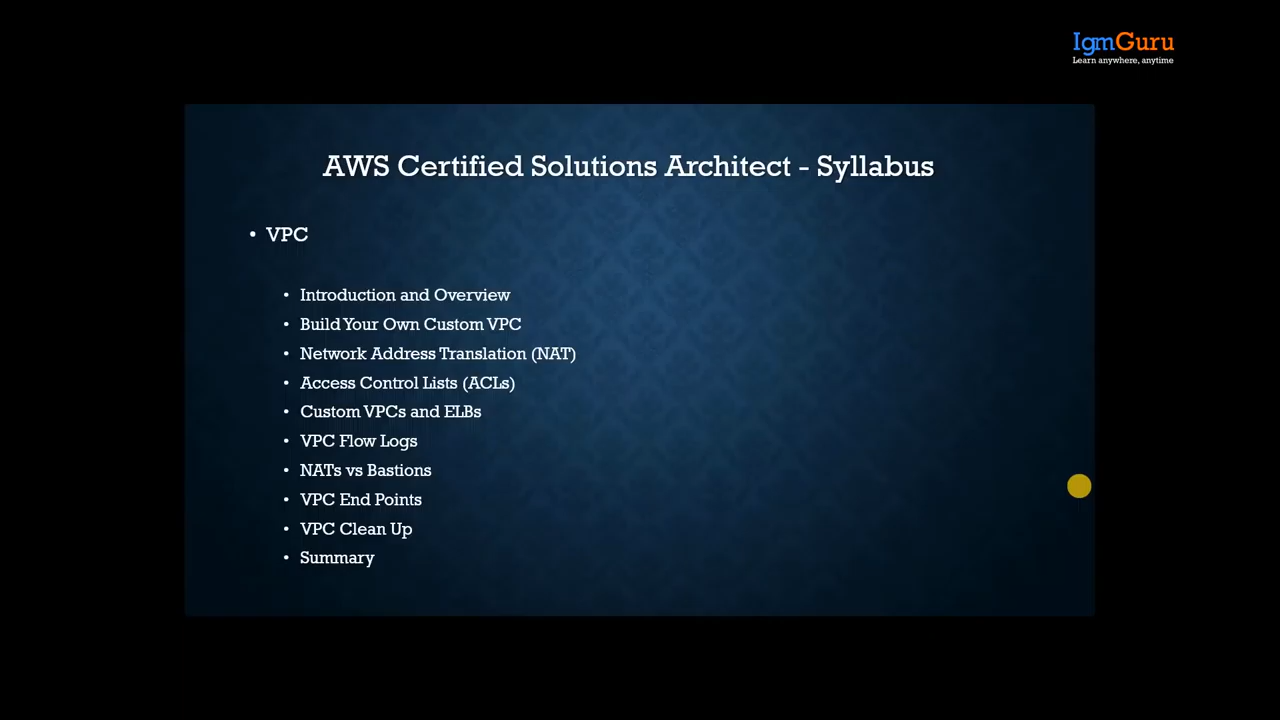 IgmGuru
Learn anywhere, anytime
AWS Certified Solutions Architect - Syllabus
• VPC
• Introduction and Overview
• Build Your Own Custom VPC
• Network Address Translation (NAT)
• Access Control Lists (ACLs)
• Custom VPCs and ELBs
• VPC Flow Logs
• NATs vs Bastions
• VPC End Points
• VPC Clean Up
• Summary